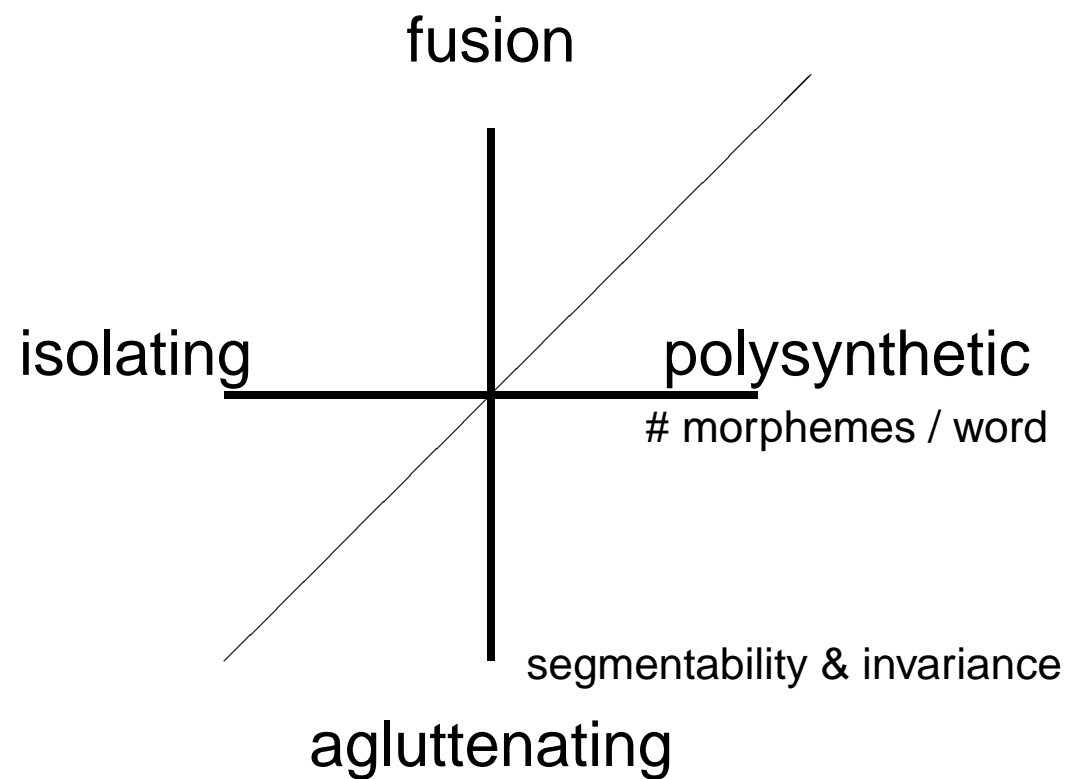 fusion
isolating
polysynthetic
# morphemes / word
segmentability & invariance
agluttenating